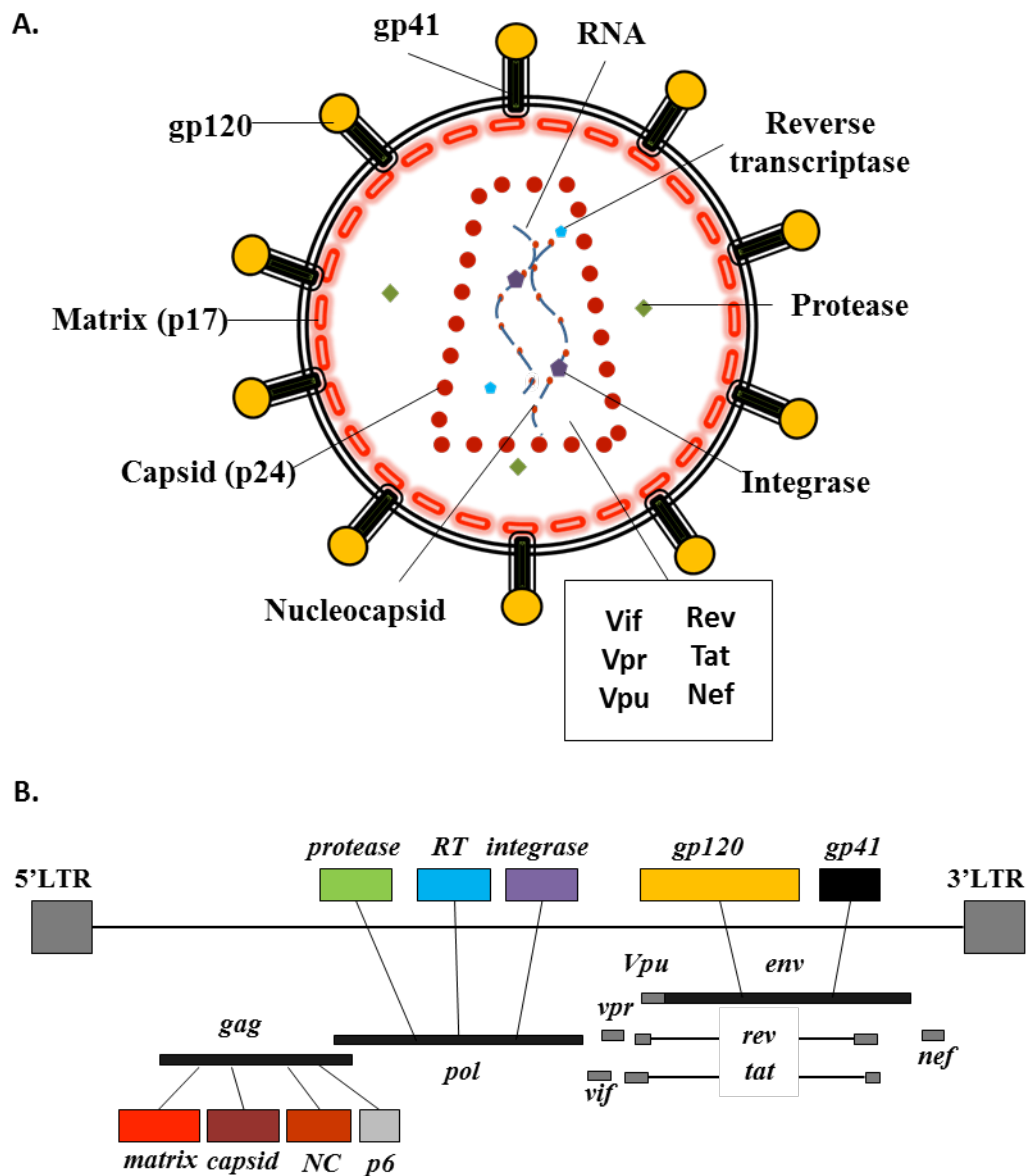 A.
gp41
RNA
gp120
Reverse
transcriptase
Matrix (p17)
Protease
Capsid (p24)
Integrase
Nucleocapsid
Vif Rev
Vpr Tat
Vpu Nef
B.
protease RT integrase gp120 gp41
5'LTR 3'LTR
Vpu env
vpr
gag
rev
nef
pol
vif
tat
matrix capsid NC p6